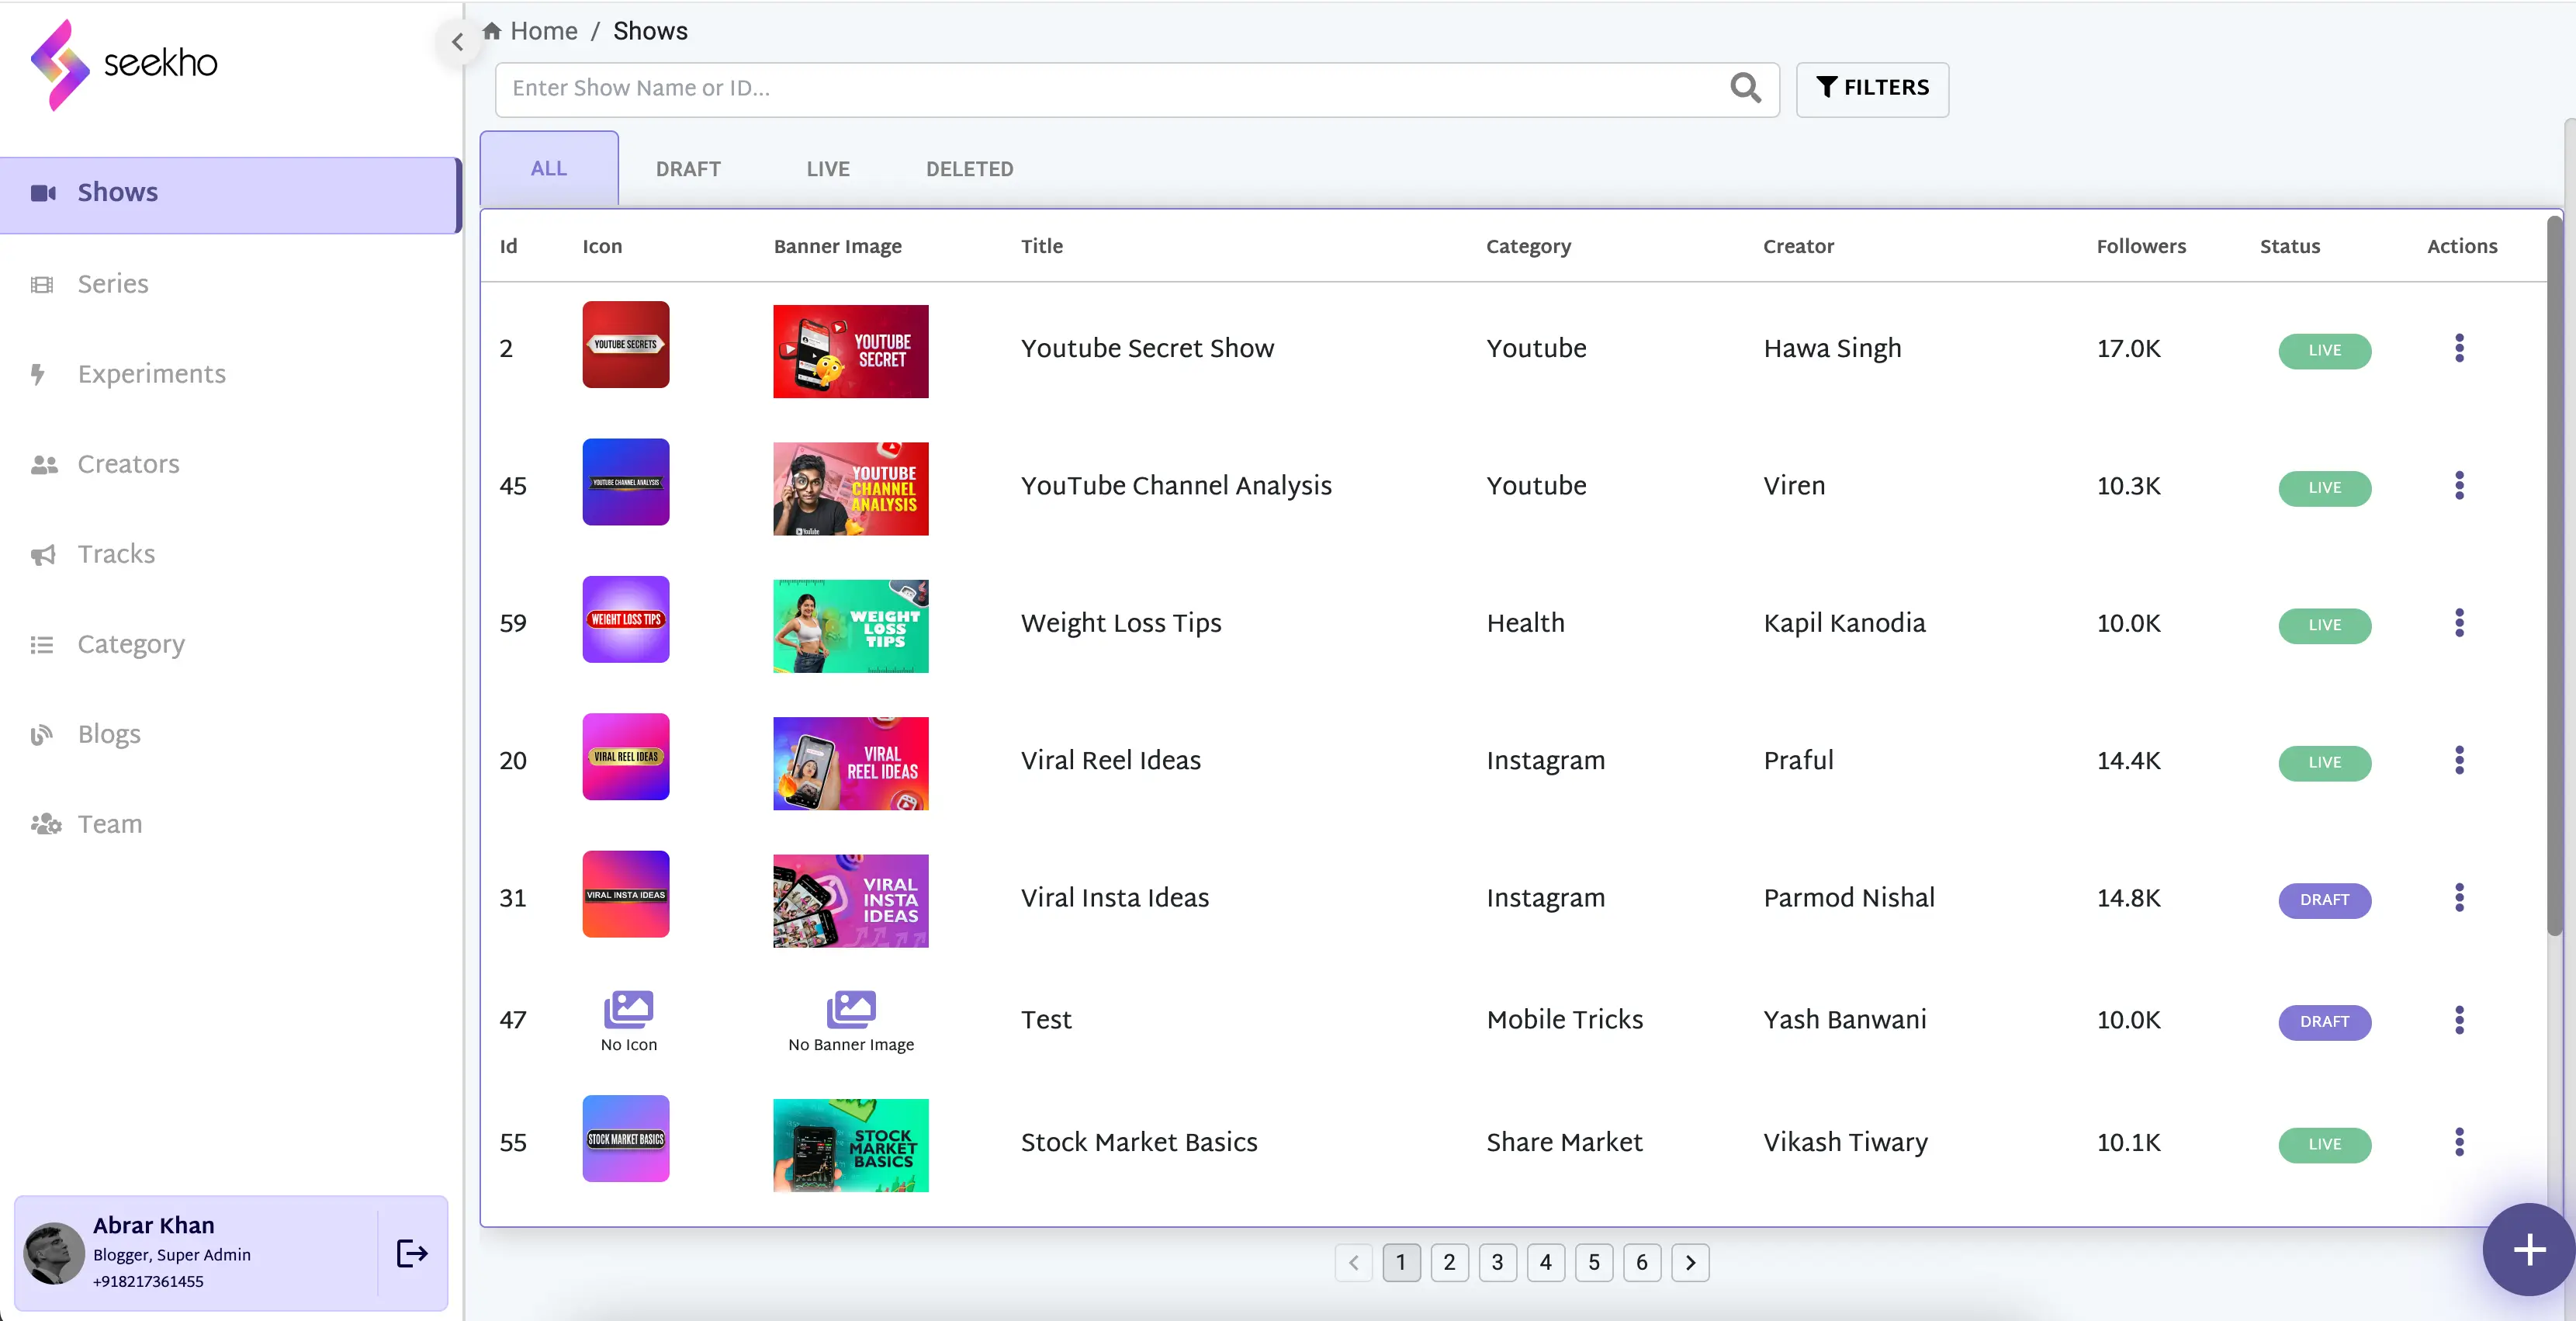 seekho
Home / Shows
Enter Show Name or ID...
FILTERS
Shows
Series
Experiments
Creators
Tracks
Category
Blogs
Team
Abrar Khan
Blogger, Super Admin
+918217361455
ALL DRAFT LIVE DELETED
Id Icon Banner Image Title Category Creator Followers Status Actions
2 YOUTUBE SECRETS YOUTUBE SECRET Youtube Secret Show Youtube Hawa Singh 17.0K LIVE
45 YOUTUBE CHANNEL ANALYSIS YOUTUBE CHANNEL ANALYSIS YouTube YouTube Channel Analysis Youtube Viren 10.3K LIVE
59 WEIGHT LOSS TIPS WEIGHT LOSS TIPS Weight Loss Tips Health Kapil Kanodia 10.0K LIVE
20 VIRAL REEL IDEAS VIRAL REEL IDEAS Viral Reel Ideas Instagram Praful 14.4K LIVE
31 VIRAL INSTA IDEAS VIRAL INSTA IDEAS Viral Insta Ideas Instagram Parmod Nishal 14.8K DRAFT
47 No Icon No Banner Image Test Mobile Tricks Yash Banwani 10.0K DRAFT
55 STOCK MARKET BASICS STOCK MARKET BASICS Stock Market Basics Share Market Vikash Tiwary 10.1K LIVE
1 2 3 4 5 6